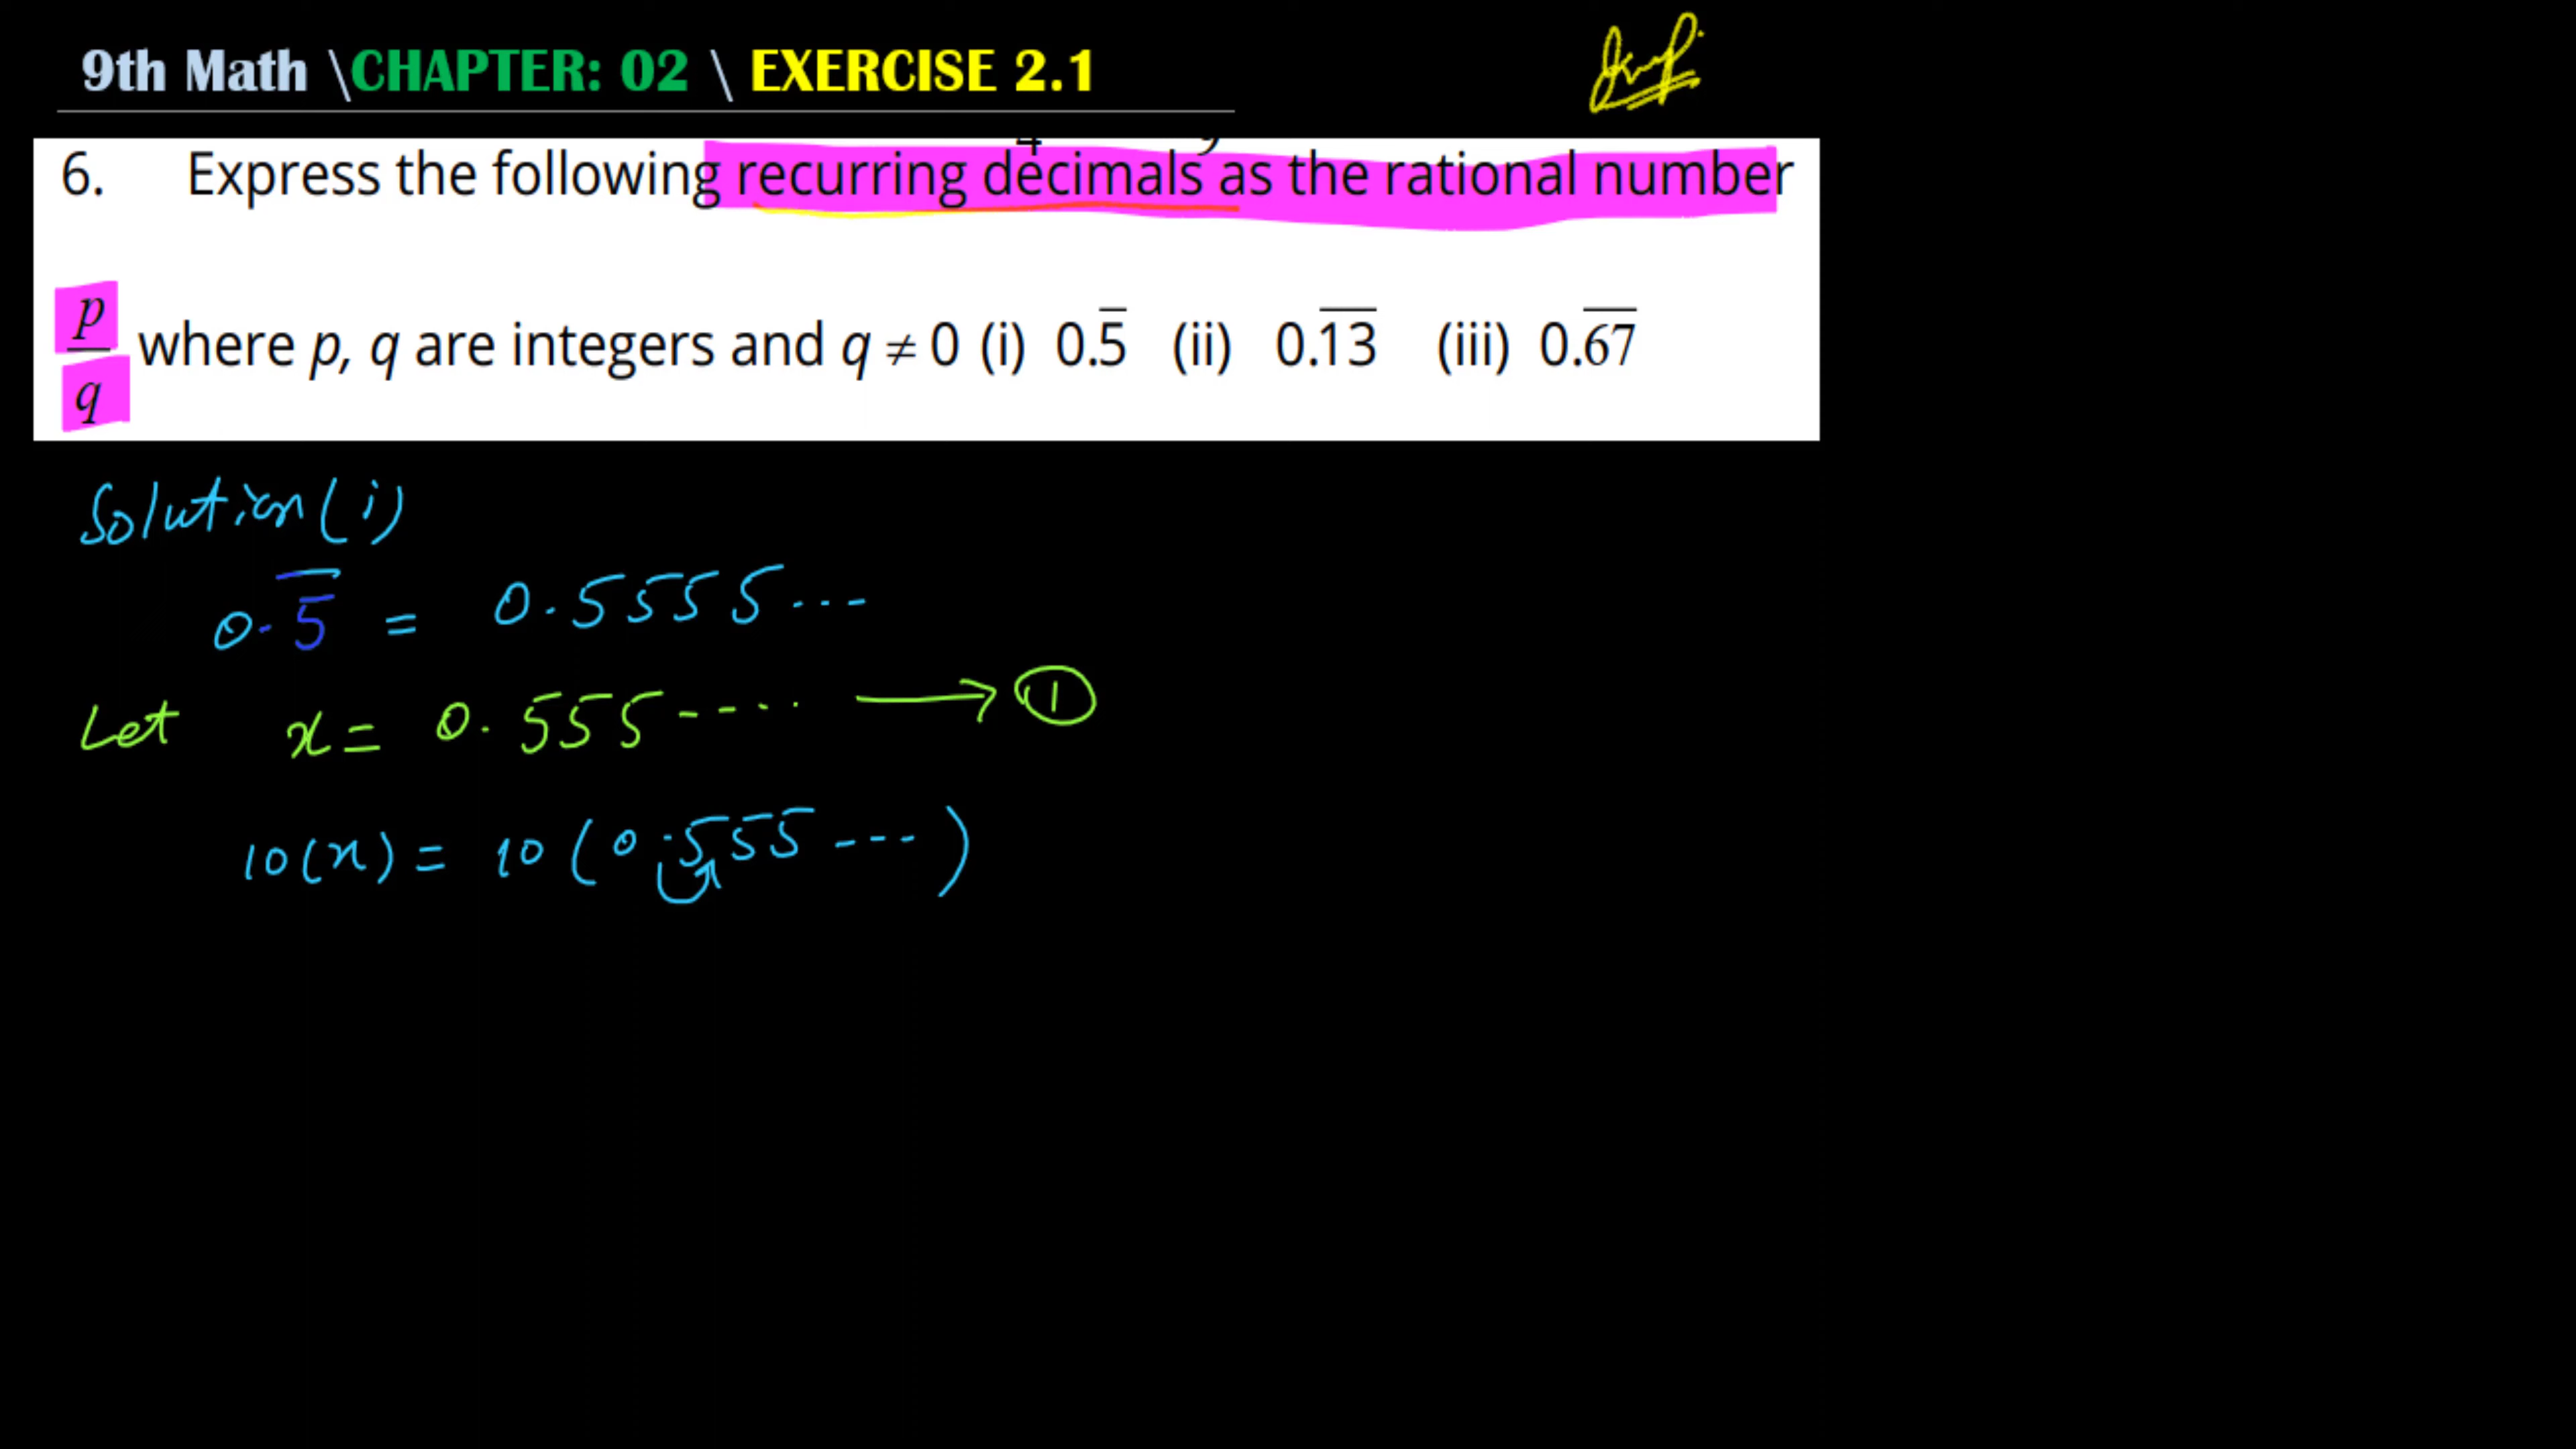 9th Math \CHAPTER: 02 \ EXERCISE 2.1
6. Express the following recurring decimals as the rational number
p/q where p, q are integers and q ≠ 0 (i) 0.5̅ (ii) 0.1̅3̅ (iii) 0.6̅7̅
Solution (i)
0.5̅ = 0.5555...
Let x = 0.555---·· → ①
10(x) = 10 (0.555---)